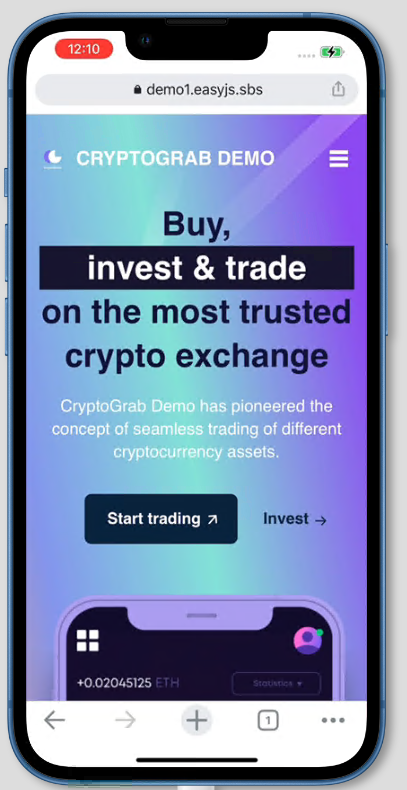 12:10
demo1.easyjs.sbs
CRYPTOGRAB DEMO
Buy,
invest & trade
on the most trusted
crypto exchange
CryptoGrab Demo has pioneered the
concept of seamless trading of different
cryptocurrency assets.
Start trading ↗ Invest →
+0.02045125 ETH Statistics
1